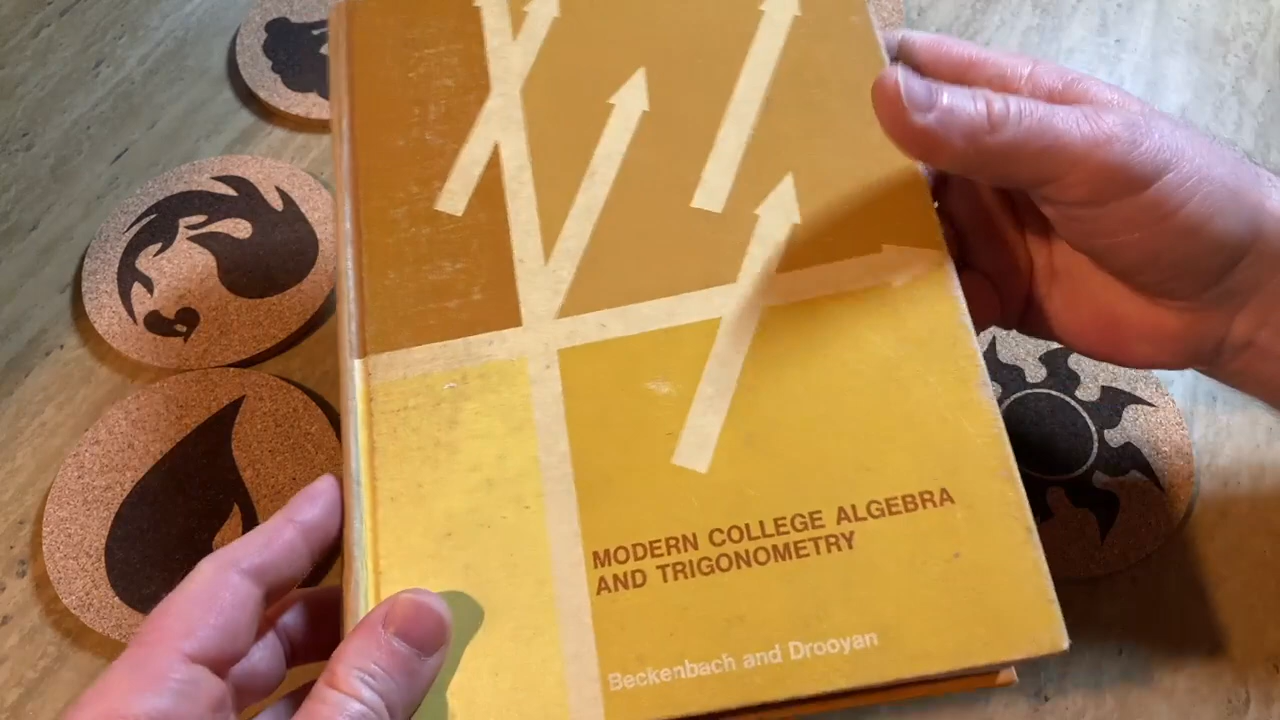 MODERN COLLEGE ALGEBRA
AND TRIGONOMETRY
Beckenbach and Drooyan